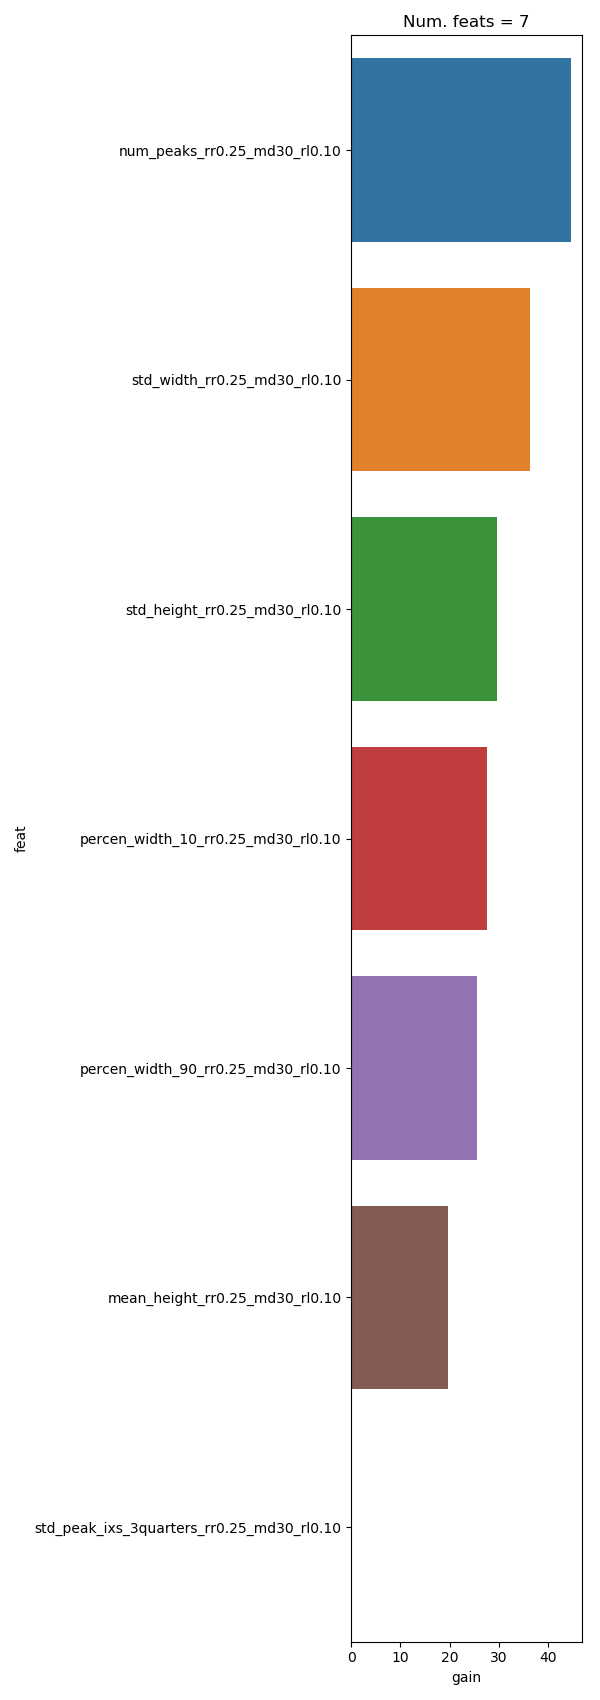 Num. feats = 7
num_peaks_rr0.25_md30_rl0.10
std_width_rr0.25_md30_rl0.10
std_height_rr0.25_md30_rl0.10
percen_width_10_rr0.25_md30_rl0.10
feat
percen_width_90_rr0.25_md30_rl0.10
mean_height_rr0.25_md30_rl0.10
std_peak_ixs_3quarters_rr0.25_md30_rl0.10
0 10 20 30 40
gain